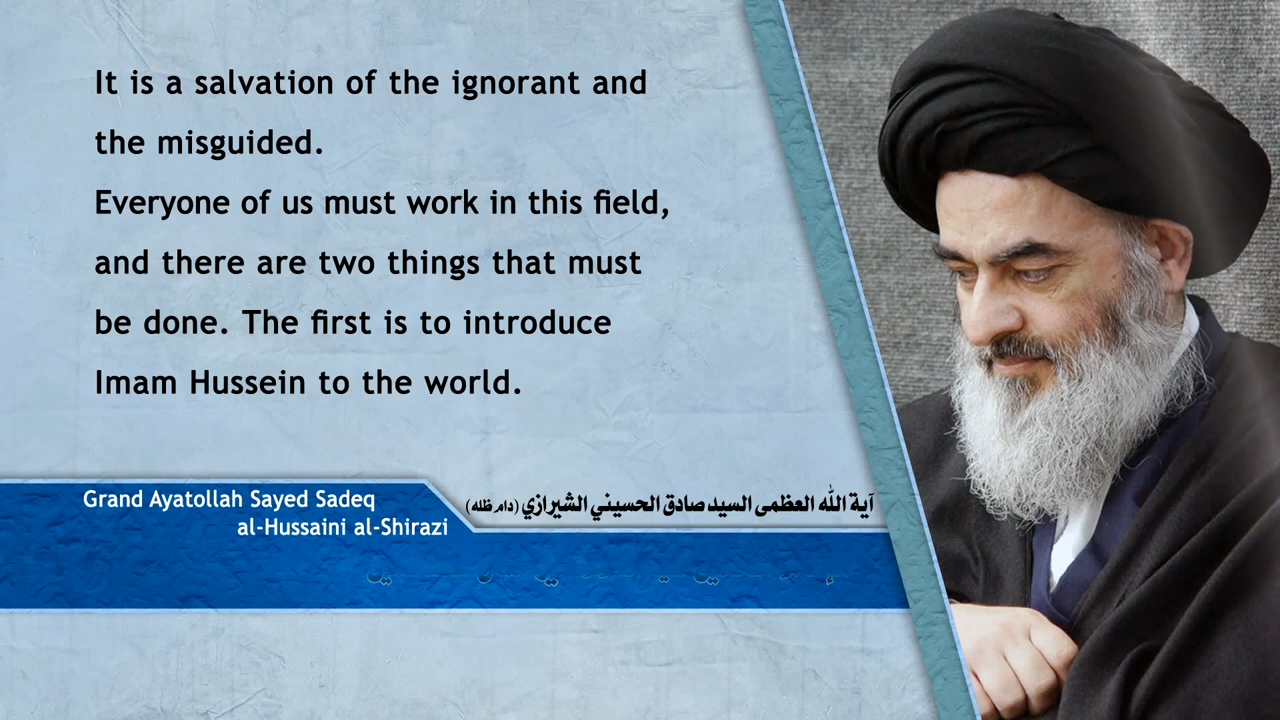 It is a salvation of the ignorant and
the misguided.
Everyone of us must work in this field,
and there are two things that must
be done. The first is to introduce
Imam Hussein to the world.
Grand Ayatollah Sayed Sadeq
al-Hussaini al-Shirazi
آية الله العظمى السيد صادق الحسيني الشيرازي (دام ظله)